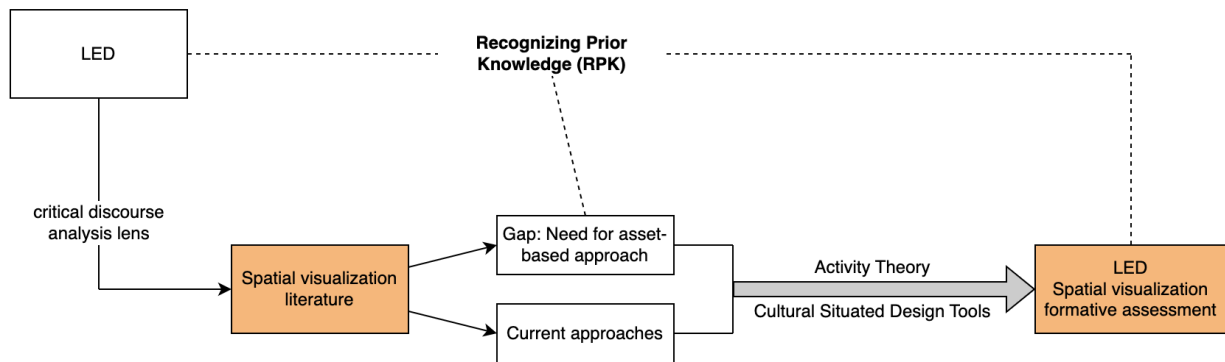 LED
Recognizing Prior
Knowledge (RPK)
critical discourse
analysis lens
Spatial visualization
literature
Gap: Need for asset-
based approach
Current approaches
Activity Theory
Cultural Situated Design Tools
LED
Spatial visualization
formative assessment